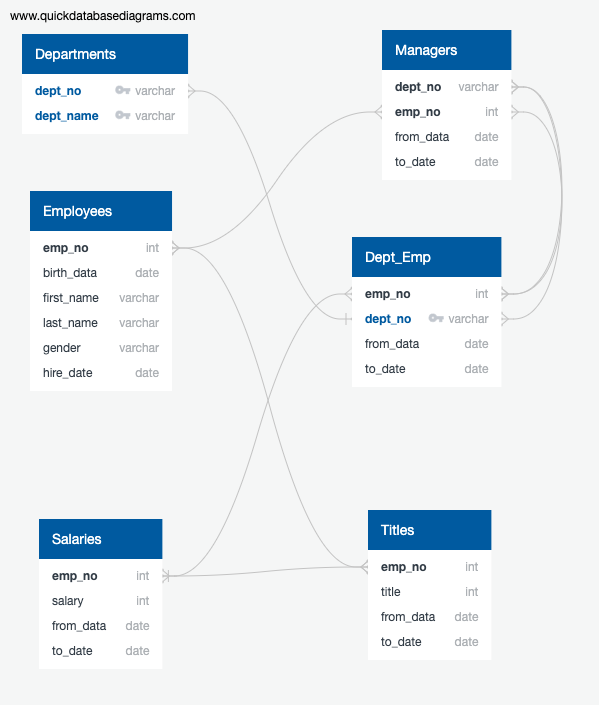 www.quickdatabasediagrams.com
Departments
dept_no varchar
dept_name varchar
Managers
dept_no varchar
emp_no int
from_data date
to_date date
Employees
emp_no int
birth_data date
first_name varchar
last_name varchar
gender varchar
hire_date date
Dept_Emp
emp_no int
dept_no varchar
from_data date
to_date date
Salaries
emp_no int
salary int
from_data date
to_date date
Titles
emp_no int
title int
from_data date
to_date date